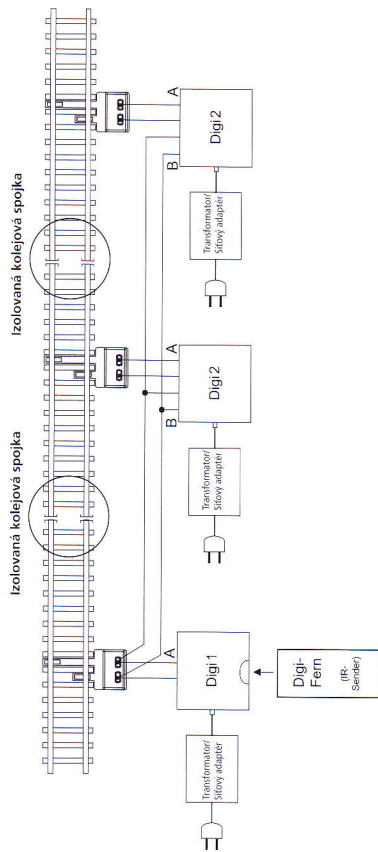 Izolovaná kolejová spojka
Izolovaná kolejová spojka
A
Digi 1
Transformator/
Síťový adaptér
Digi-
Fern
(IR-
Sender)
B
A
Digi 2
Transformator/
Síťový adaptér
B
A
Digi 2
Transformator/
Síťový adaptér